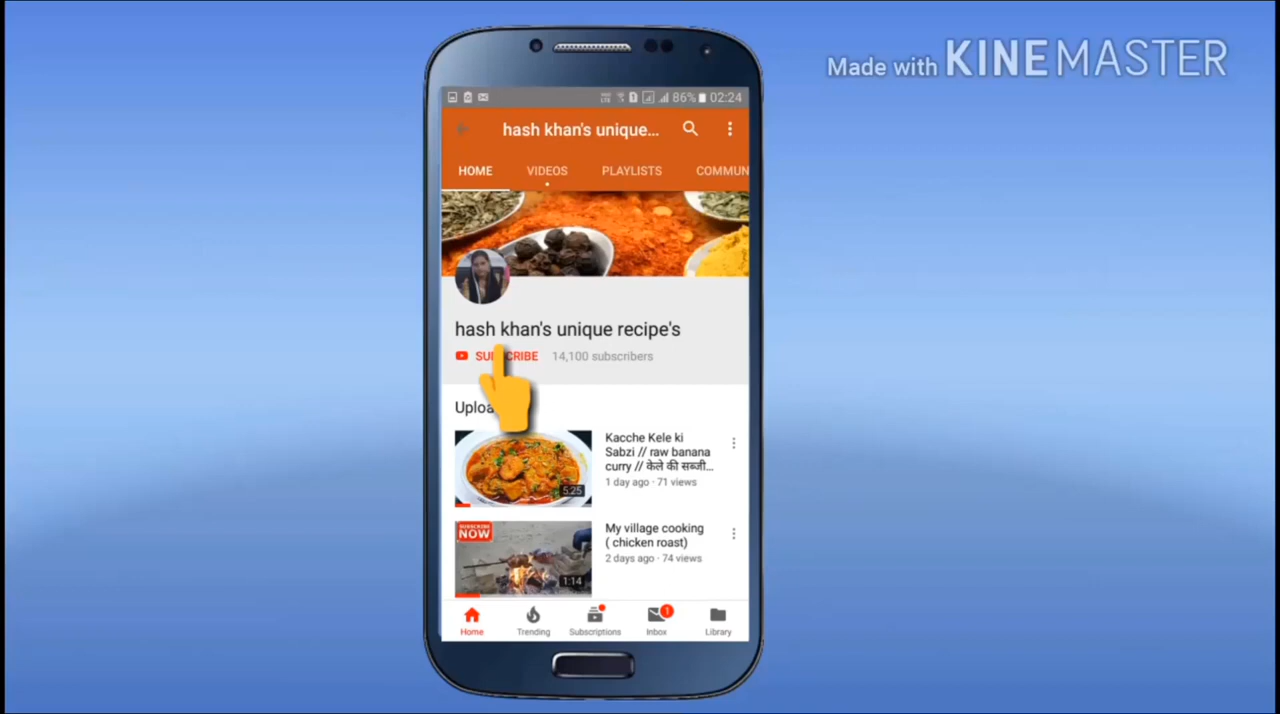 Made with KINEMASTER
86% 02:24
hash khan's unique...
HOME VIDEOS PLAYLISTS COMMUN
hash khan's unique recipe's
SUBSCRIBE 14,100 subscribers
Uploa
Kacche Kele ki
Sabzi // raw banana
curry // केले की सब्जी...
1 day ago · 71 views
5:25
SUBSCRIBE
NOW
My village cooking
( chicken roast)
2 days ago · 74 views
1:14
Home Trending Subscriptions Inbox 1 Library